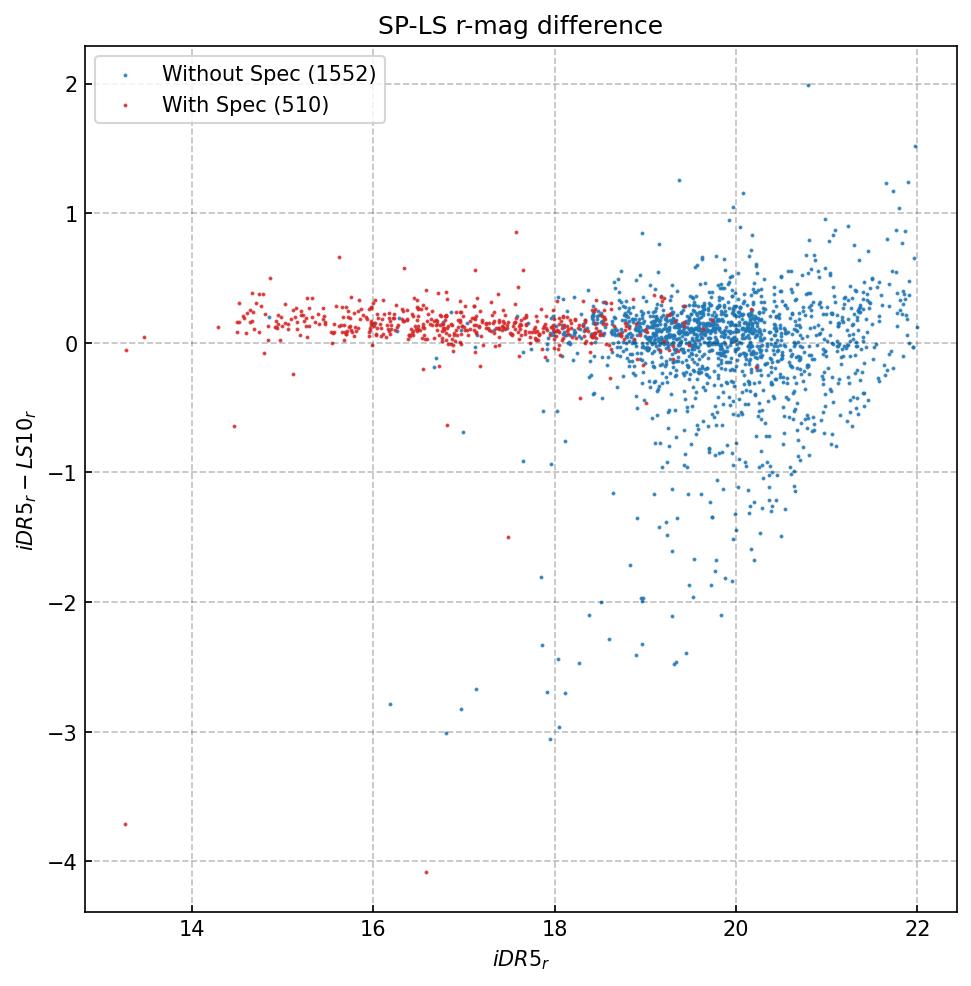 SP-LS r-mag difference
Without Spec (1552)
With Spec (510)
2
1
0
−1
−2
−3
−4
iDR5r − LS10r
14 16 18 20 22
iDR5r